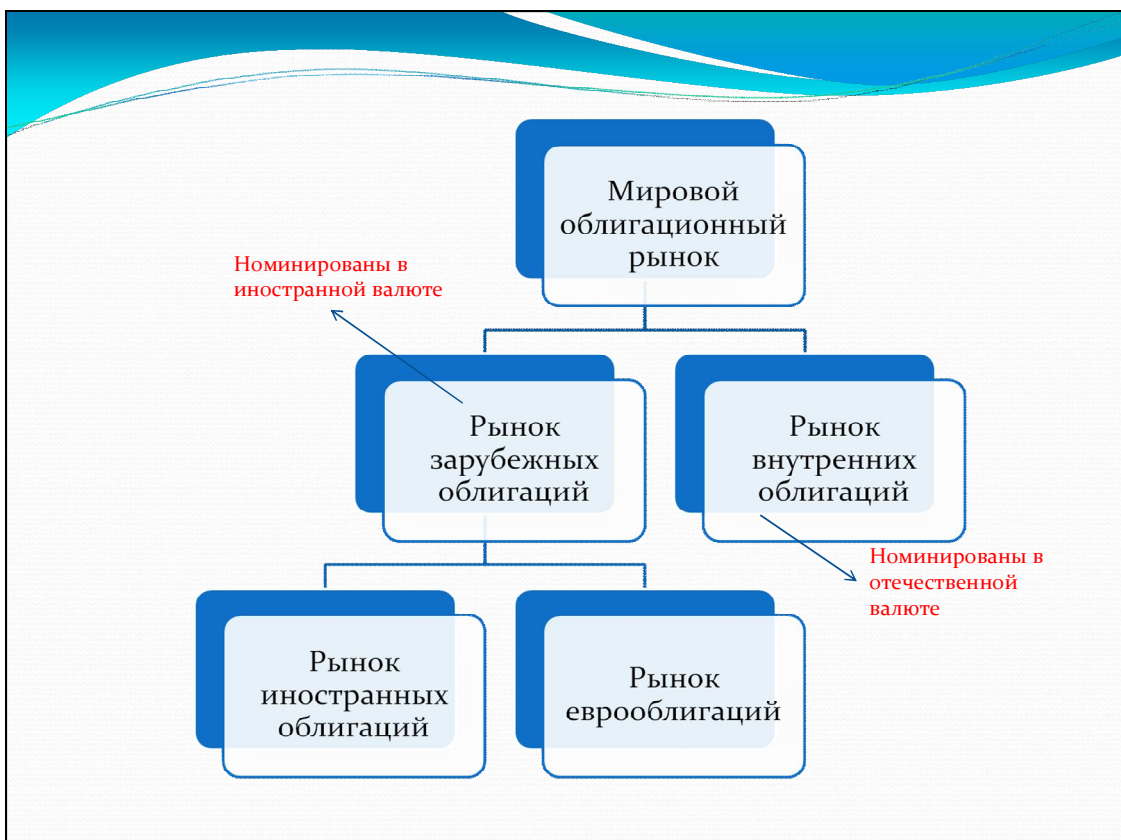 Мировой
облигационный
рынок
Номинированы в
иностранной валюте
Рынок
зарубежных
облигаций
Рынок
внутренних
облигаций
Номинированы в
отечественной
валюте
Рынок
иностранных
облигаций
Рынок
еврооблигаций